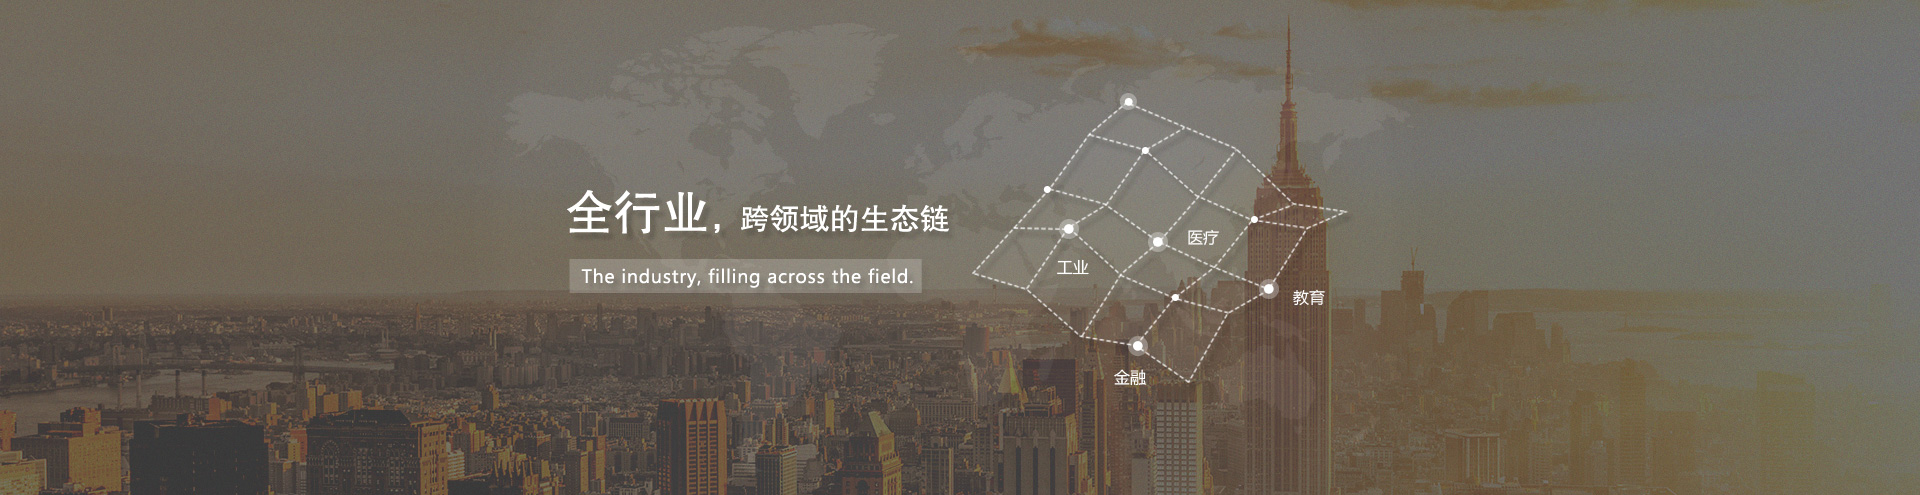 全行业，跨领域的生态链
The industry, filling across the field.
医疗
工业
教育
金融